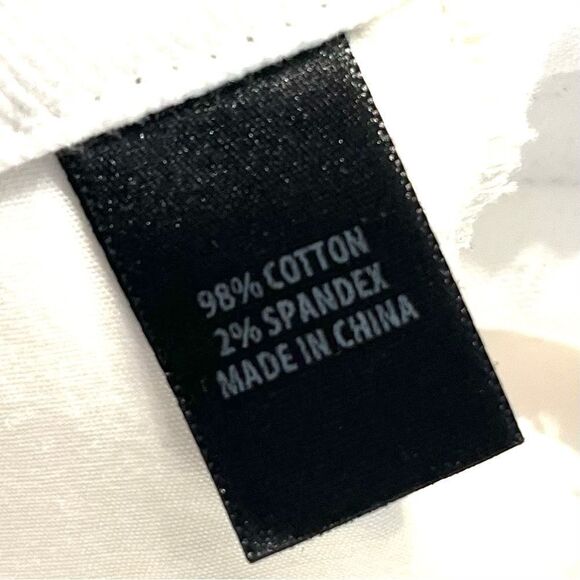 98% COTTON
2% SPANDEX
MADE IN CHINA